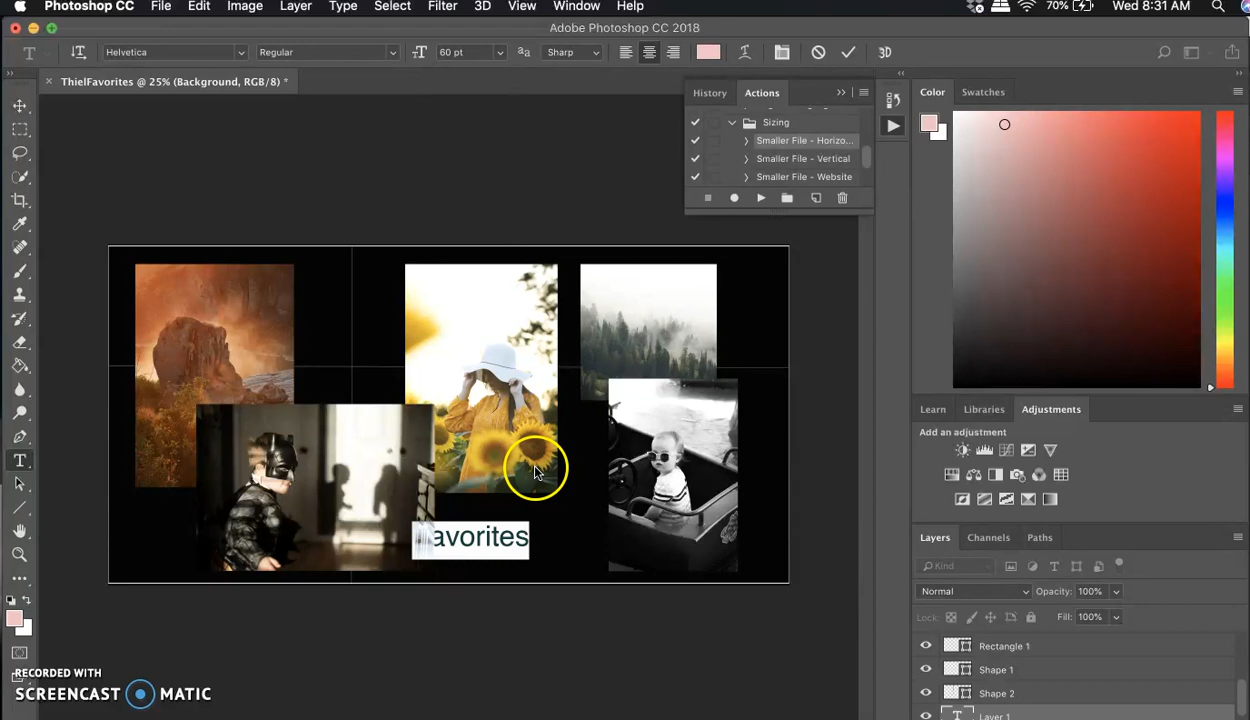 Photoshop CC File Edit Image Layer Type Select Filter 3D View Window Help 70% Wed 8:31 AM
Adobe Photoshop CC 2018
T Helvetica Regular 60 pt Sharp 3D
× ThielFavorites @ 25% (Background, RGB/8) *
History Actions
Sizing
Smaller File - Horizo...
Smaller File - Vertical
Smaller File - Website
Color Swatches
Learn Libraries Adjustments
Add an adjustment
avorites
Layers Channels Paths
Kind
Normal Opacity: 100%
Lock: Fill: 100%
Rectangle 1
Shape 1
Shape 2
Layer 1
RECORDED WITH
SCREENCAST MATIC